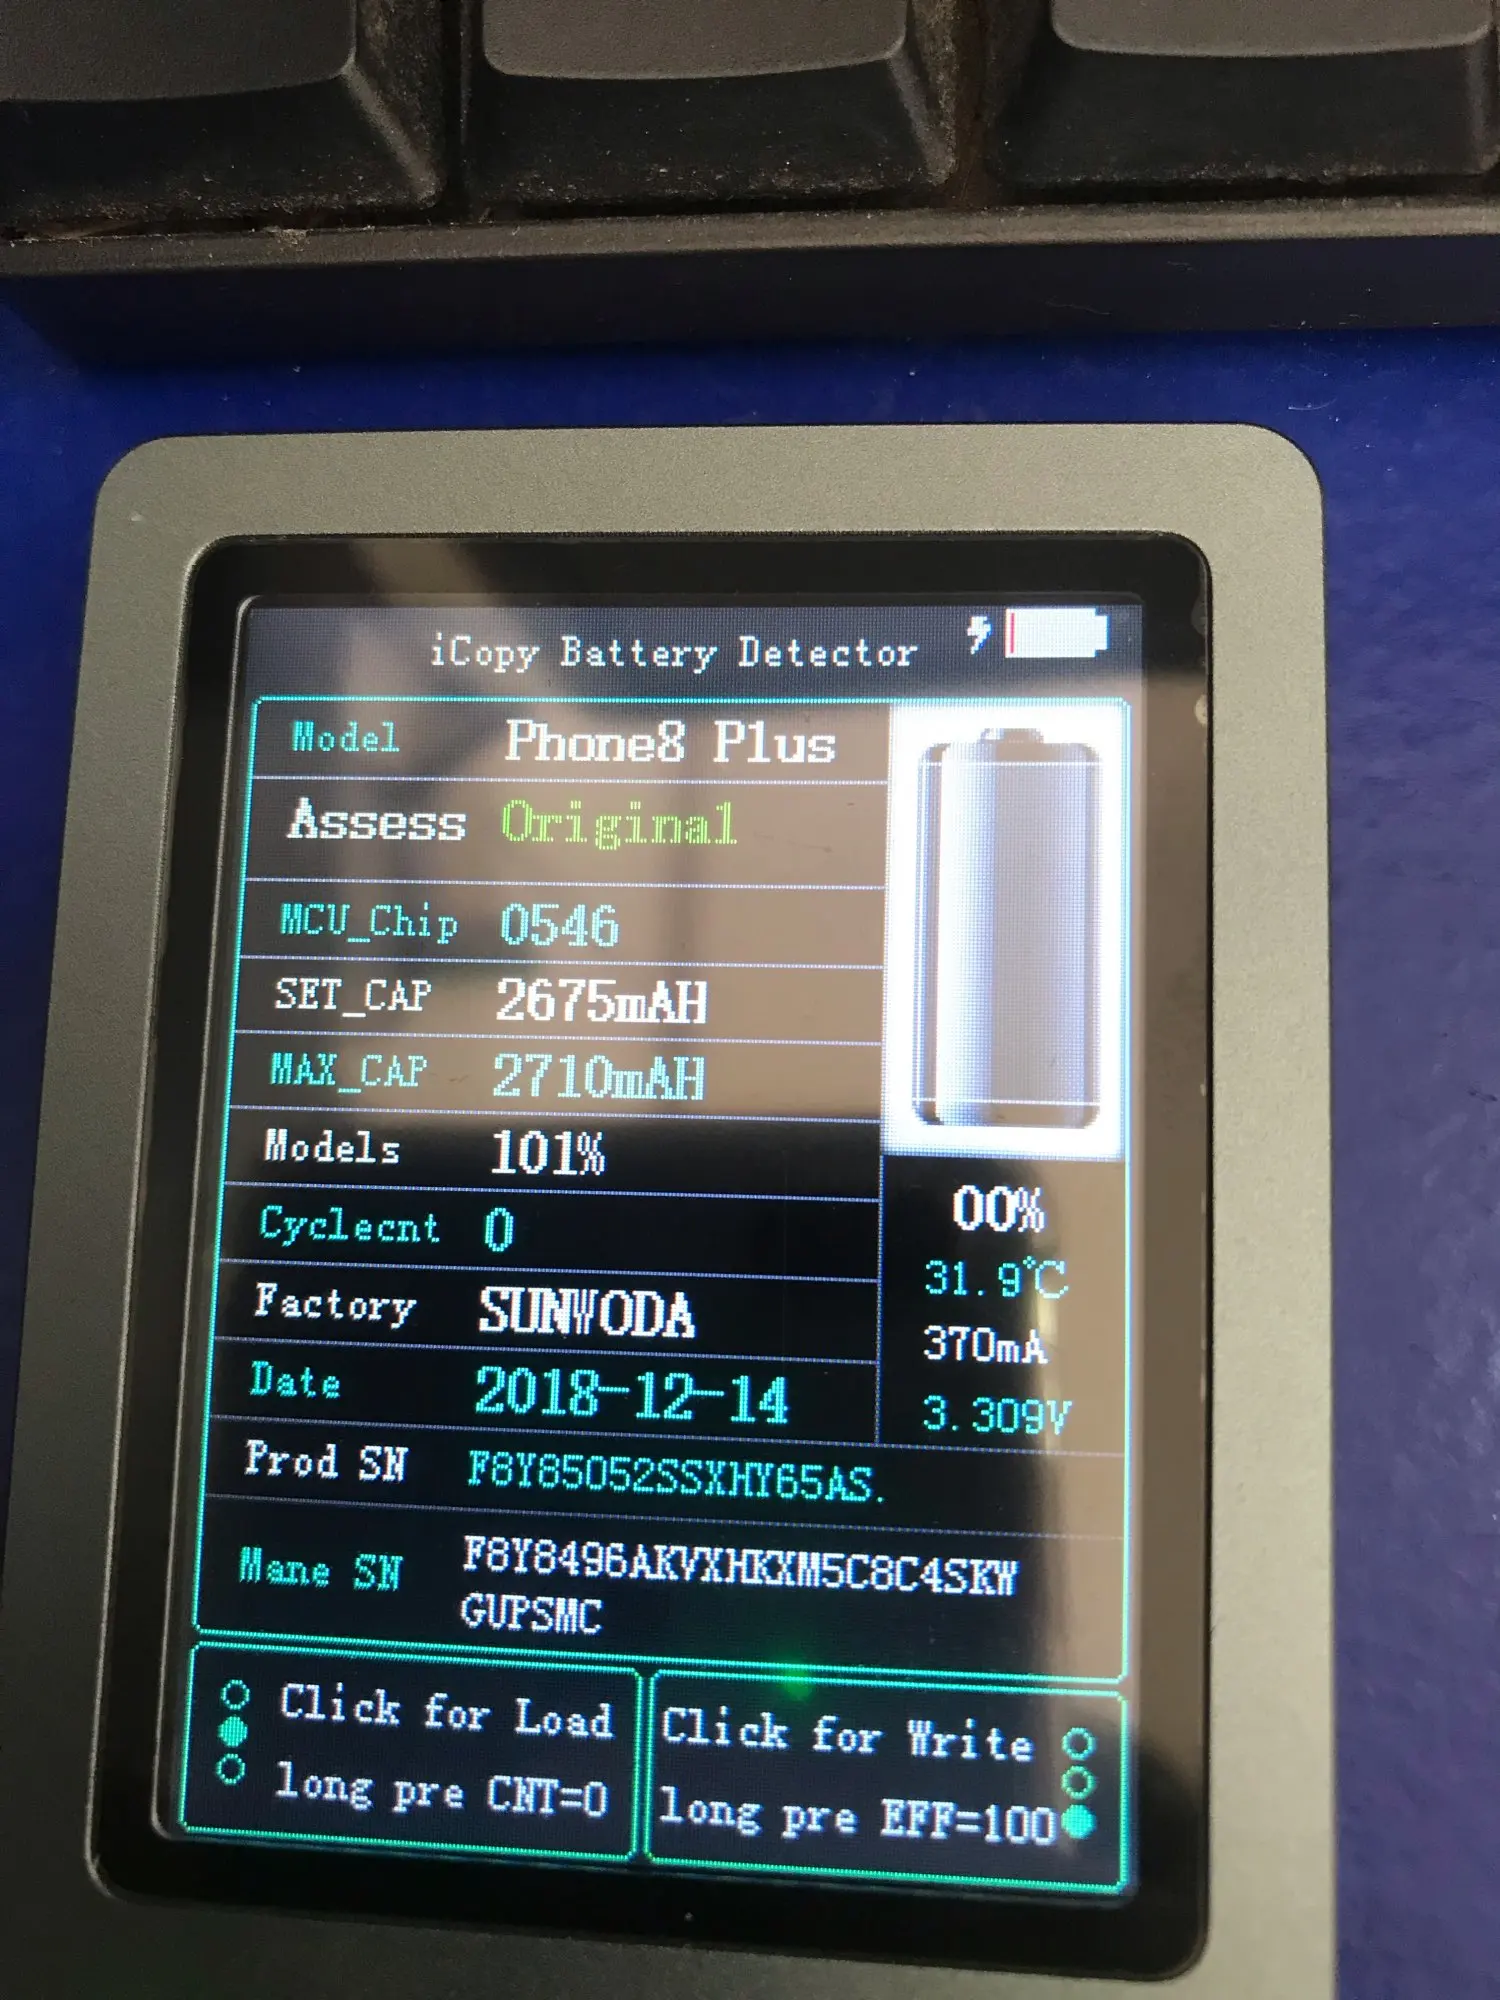 iCopy Battery Detector
Model Phone8 Plus
Assess Original
MCU_Chip 0546
SET_CAP 2675mAH
MAX_CAP 2710mAH
Models 101%
Cyclecnt 0
Factory SUNWODA
Date 2018-12-14
00%
31.9℃
370mA
3.309V
Prod SN F8Y85052SSXHY65AS.
Mane SN F8Y8496AKVXHKXM5C8C4SKW
GUPSMC
Click for Load
long pre CNT=0
Click for Write
long pre EFF=100